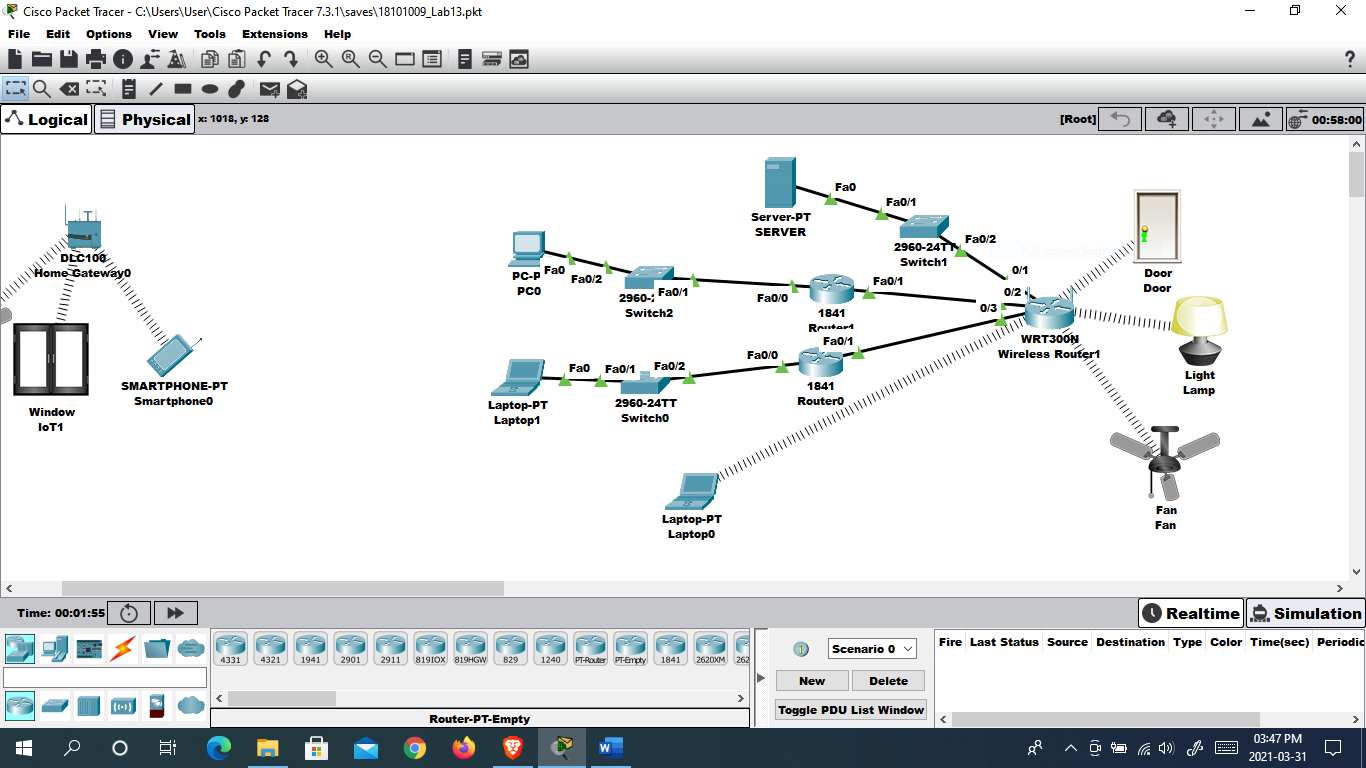 Cisco Packet Tracer - C:\Users\User\Cisco Packet Tracer 7.3.1\saves\18101009_Lab13.pkt
File Edit Options View Tools Extensions Help
Logical Physical x: 1018, y: 128 [Root] 00:58:00
Server-PT
SERVER
Fa0
Fa0/1
2960-24TT
Switch1
Fa0/2
0/1
0/2
0/3
Door
Door
DLC100
Home Gateway0
PC-P
PC0
Fa0
Fa0/2
2960-2
Switch2
Fa0/1
Fa0/0
1841
Router1
Fa0/1
WRT300N
Wireless Router1
Light
Lamp
Window
IoT1
SMARTPHONE-PT
Smartphone0
Laptop-PT
Laptop1
Fa0
Fa0/1
Fa0/2
2960-24TT
Switch0
Fa0/0
Fa0/1
1841
Router0
Laptop-PT
Laptop0
Fan
Fan
Time: 00:01:55 Realtime Simulation
4331 4321 1941 2901 2911 819IOX 819HGW 829 1240 PT-Router PT-Empty 1841 2620XM 262
Router-PT-Empty
Scenario 0
New Delete
Toggle PDU List Window
Fire Last Status Source Destination Type Color Time(sec) Periodic
W
03:47 PM
2021-03-31